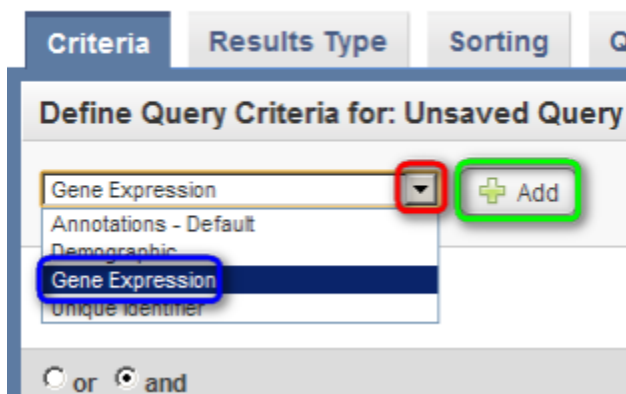 Criteria Results Type Sorting Q
Define Query Criteria for: Unsaved Query
Gene Expression Add
Annotations - Default
Demographic
Gene Expression
Unique Identifier
or and